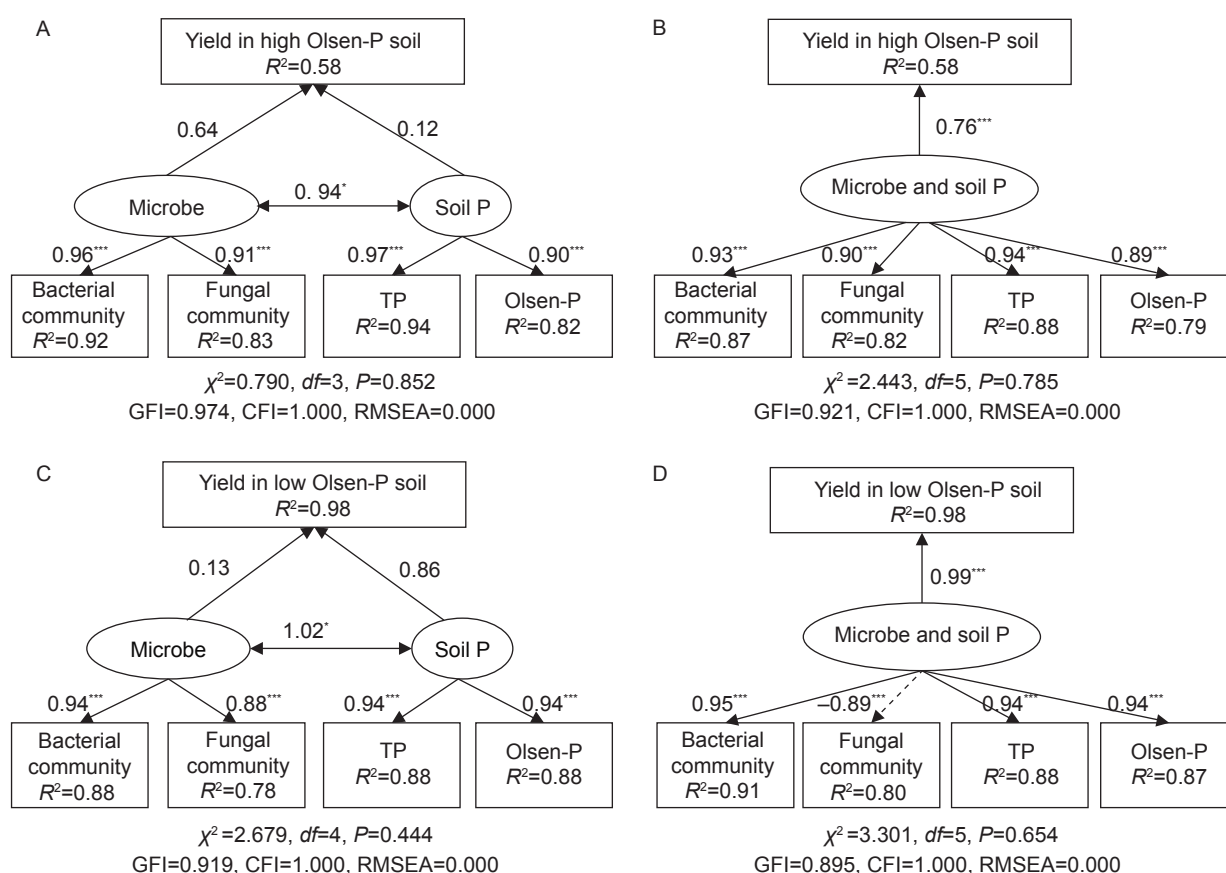 A
Yield in high Olsen-P soil
R²=0.58
0.64
0.12
Microbe
0. 94*
Soil P
0.96***
0.91***
0.97***
0.90***
Bacterial
community
R²=0.92
Fungal
community
R²=0.83
TP
R²=0.94
Olsen-P
R²=0.82
χ²=0.790, df=3, P=0.852
GFI=0.974, CFI=1.000, RMSEA=0.000
B
Yield in high Olsen-P soil
R²=0.58
0.76***
Microbe and soil P
0.93***
0.90***
0.94***
0.89***
Bacterial
community
R²=0.87
Fungal
community
R²=0.82
TP
R²=0.88
Olsen-P
R²=0.79
χ²=2.443, df=5, P=0.785
GFI=0.921, CFI=1.000, RMSEA=0.000
C
Yield in low Olsen-P soil
R²=0.98
0.13
0.86
Microbe
1.02*
Soil P
0.94***
0.88***
0.94***
0.94***
Bacterial
community
R²=0.88
Fungal
community
R²=0.78
TP
R²=0.88
Olsen-P
R²=0.88
χ²=2.679, df=4, P=0.444
GFI=0.919, CFI=1.000, RMSEA=0.000
D
Yield in low Olsen-P soil
R²=0.98
0.99***
Microbe and soil P
0.95***
–0.89***
0.94***
0.94***
Bacterial
community
R²=0.91
Fungal
community
R²=0.80
TP
R²=0.88
Olsen-P
R²=0.87
χ²=3.301, df=5, P=0.654
GFI=0.895, CFI=1.000, RMSEA=0.000